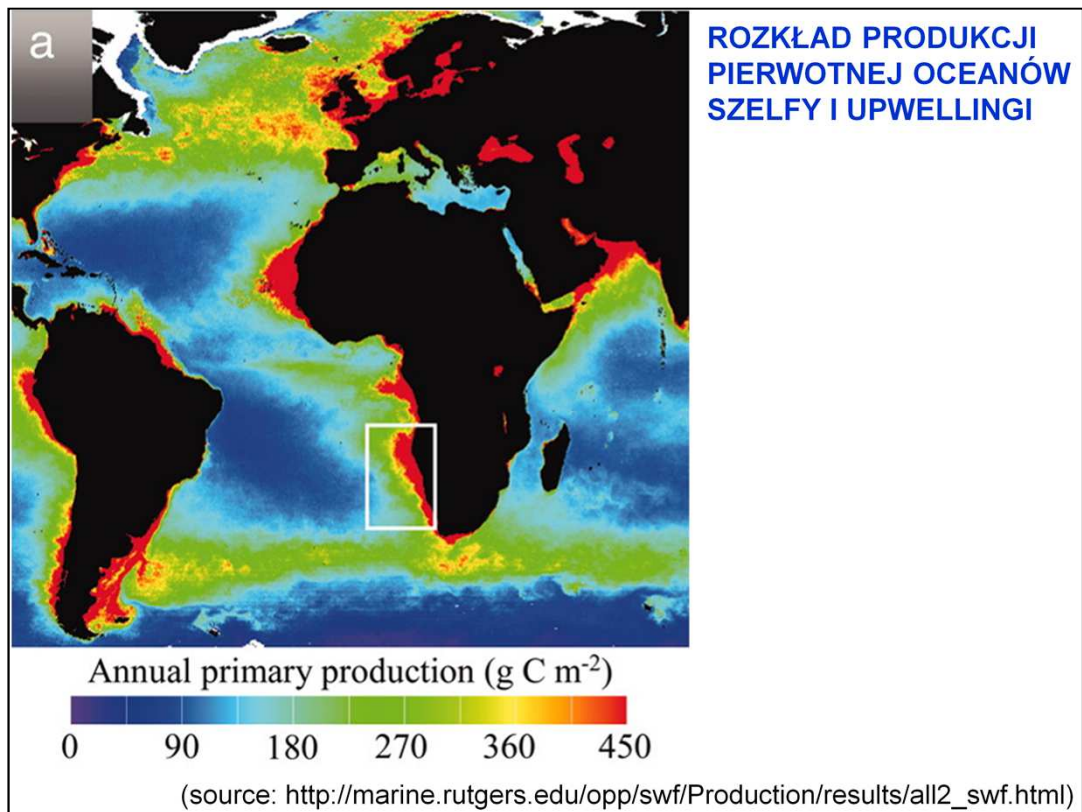 a
ROZKŁAD PRODUKCJI
PIERWOTNEJ OCEANÓW
SZELFY I UPWELLINGI
Annual primary production (g C m⁻²)
0 90 180 270 360 450
(source: http://marine.rutgers.edu/opp/swf/Production/results/all2_swf.html)